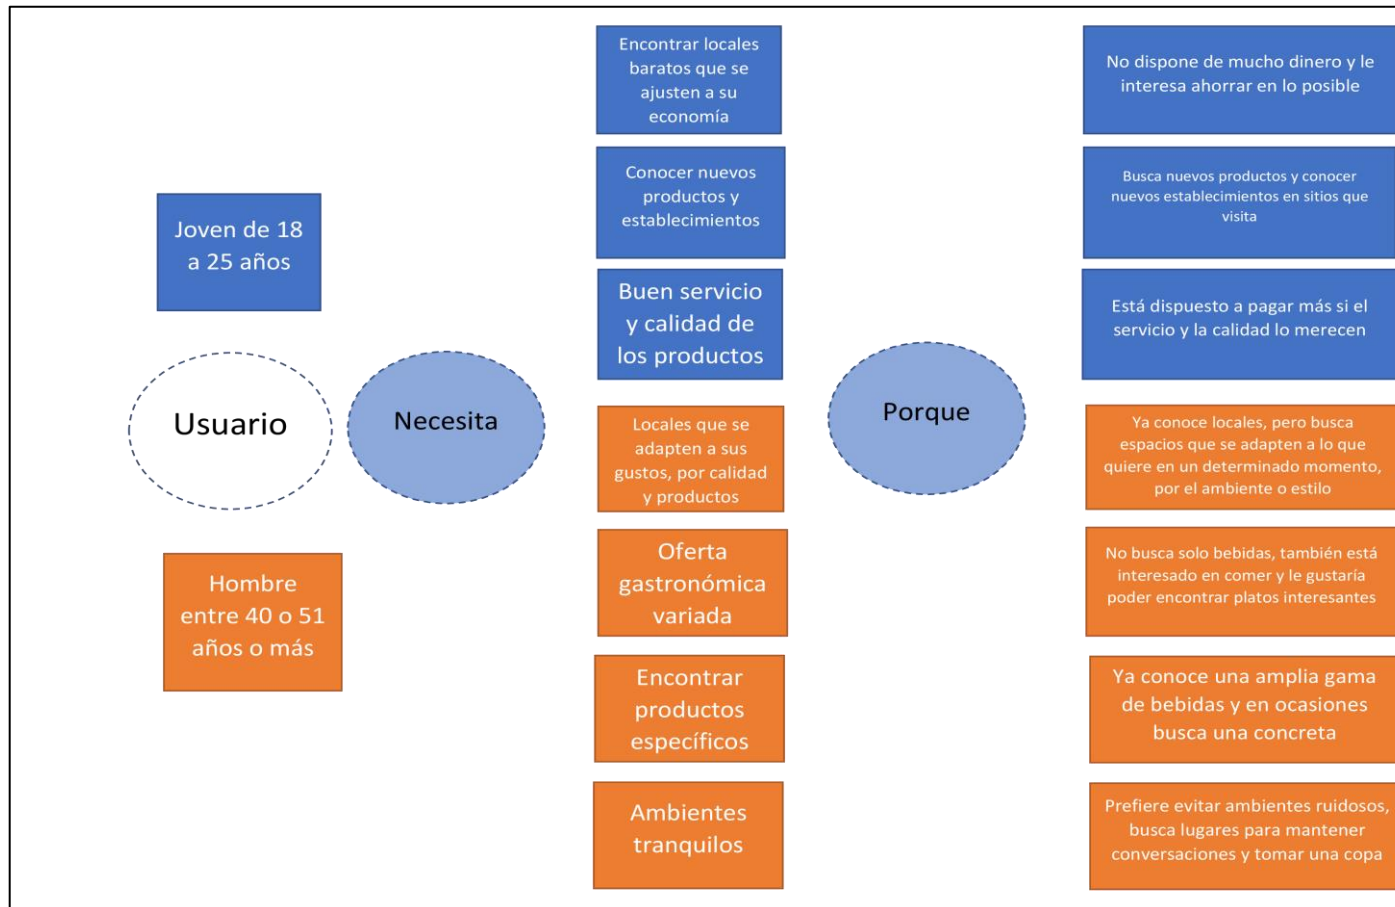 Joven de 18
a 25 años
Usuario
Hombre
entre 40 o 51
años o más
Necesita
Encontrar locales
baratos que se
ajusten a su
economía
Conocer nuevos
productos y
establecimientos
Buen servicio
y calidad de
los productos
Locales que se
adapten a sus
gustos, por calidad
y productos
Oferta
gastronómica
variada
Encontrar
productos
específicos
Ambientes
tranquilos
Porque
No dispone de mucho dinero y le
interesa ahorrar en lo posible
Busca nuevos productos y conocer
nuevos establecimientos en sitios que
visita
Está dispuesto a pagar más si el
servicio y la calidad lo merecen
Ya conoce locales, pero busca
espacios que se adapten a lo que
quiere en un determinado momento,
por el ambiente o estilo
No busca solo bebidas, también está
interesado en comer y le gustaría
poder encontrar platos interesantes
Ya conoce una amplia gama
de bebidas y en ocasiones
busca una concreta
Prefiere evitar ambientes ruidosos,
busca lugares para mantener
conversaciones y tomar una copa